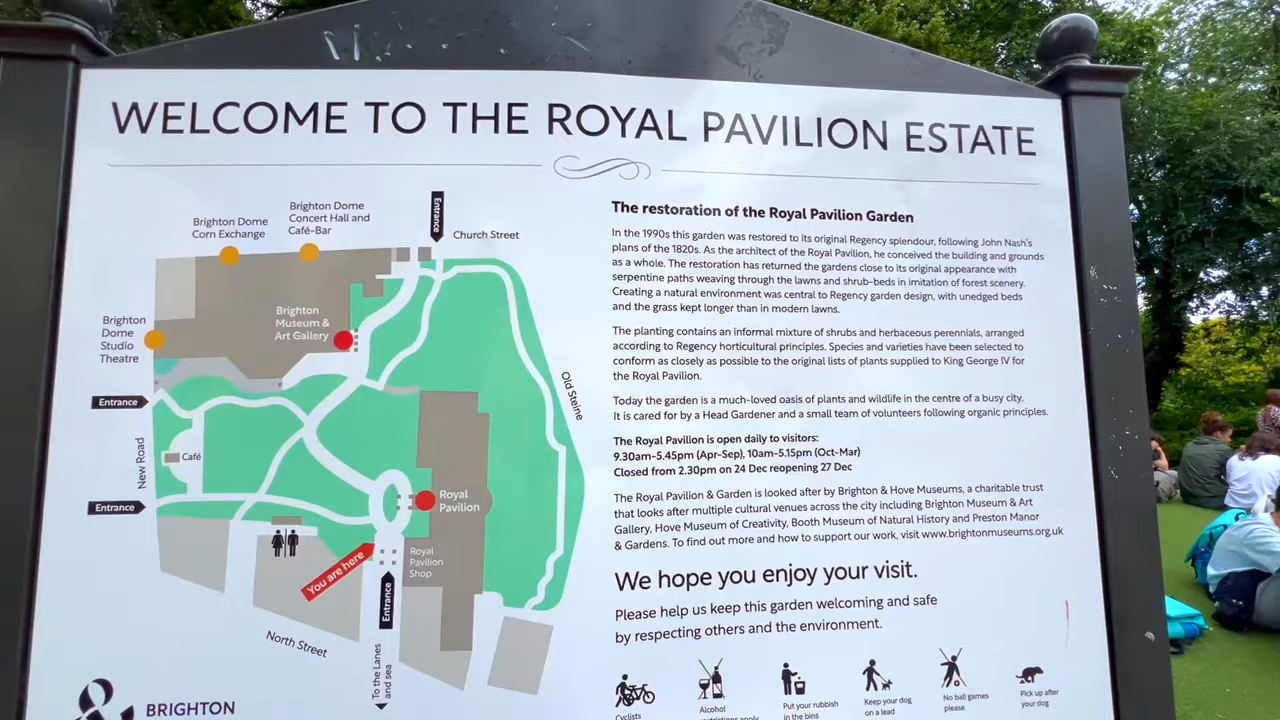 WELCOME TO THE ROYAL PAVILION ESTATE
Brighton Dome
Corn Exchange
Brighton Dome
Concert Hall and
Café-Bar
Entrance
Church Street
Brighton
Museum &
Art Gallery
Brighton
Dome
Studio
Theatre
Entrance
Old Steine
New Road
Café
Entrance
Royal
Pavilion
You are here
Royal
Pavilion
Shop
Entrance
North Street
To the Lanes
and sea
BRIGHTON
The restoration of the Royal Pavilion Garden
In the 1990s this garden was restored to its original Regency splendour, following John Nash's
plans of the 1820s. As the architect of the Royal Pavilion, he conceived the building and grounds
as a whole. The restoration has returned the gardens close to its original appearance with
serpentine paths weaving through the lawns and shrub-beds in imitation of forest scenery.
Creating a natural environment was central to Regency garden design, with unedged beds
and the grass kept longer than in modern lawns.
The planting contains an informal mixture of shrubs and herbaceous perennials, arranged
according to Regency horticultural principles. Species and varieties have been selected to
conform as closely as possible to the original lists of plants supplied to King George IV for
the Royal Pavilion.
Today the garden is a much-loved oasis of plants and wildlife in the centre of a busy city.
It is cared for by a Head Gardener and a small team of volunteers following organic principles.
The Royal Pavilion is open daily to visitors:
9.30am-5.45pm (Apr-Sep), 10am-5.15pm (Oct-Mar)
Closed from 2.30pm on 24 Dec reopening 27 Dec
The Royal Pavilion & Garden is looked after by Brighton & Hove Museums, a charitable trust
that looks after multiple cultural venues across the city including Brighton Museum & Art
Gallery, Hove Museum of Creativity, Booth Museum of Natural History and Preston Manor
& Gardens. To find out more and how to support our work, visit www.brightonmuseums.org.uk
We hope you enjoy your visit.
Please help us keep this garden welcoming and safe
by respecting others and the environment.
Cyclists
Alcohol
Put your rubbish
in the bins
Keep your dog
on a lead
No ball games
please
Pick up after
your dog